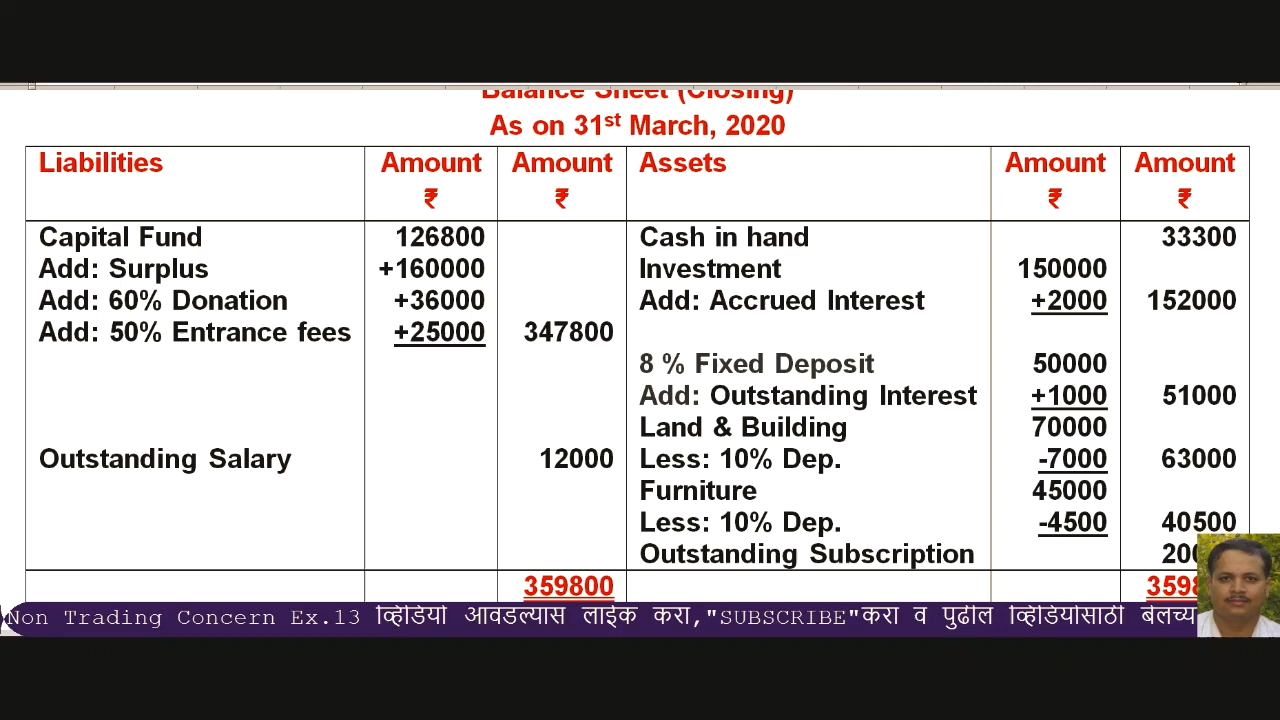 Balance Sheet (Closing)
As on 31st March, 2020
Liabilities Amount Amount Assets Amount Amount
₹ ₹ ₹ ₹
Capital Fund 126800 Cash in hand 33300
Add: Surplus +160000 Investment 150000
Add: 60% Donation +36000 Add: Accrued Interest +2000 152000
Add: 50% Entrance fees +25000 347800
8 % Fixed Deposit 50000
Add: Outstanding Interest +1000 51000
Land & Building 70000
Outstanding Salary 12000 Less: 10% Dep. -7000 63000
Furniture 45000
Less: 10% Dep. -4500 40500
Outstanding Subscription
359800
Non Trading Concern Ex.13 व्हिडियो आवडल्यास लाईक करा,"SUBSCRIBE"करा व पुढील व्हिडियोसाठी